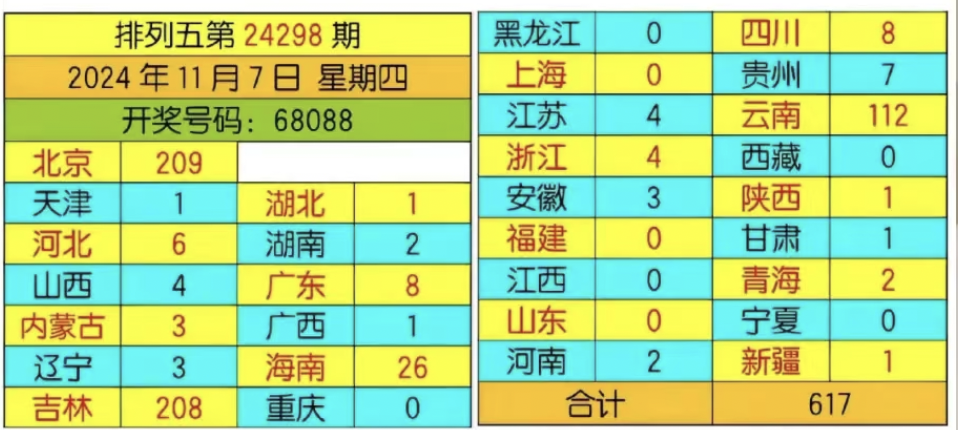 排列五第 24298 期
2024 年 11 月 7 日 星期四
开奖号码：68088
北京 209
天津 1 湖北 1
河北 6 湖南 2
山西 4 广东 8
内蒙古 3 广西 1
辽宁 3 海南 26
吉林 208 重庆 0
黑龙江 0 四川 8
上海 0 贵州 7
江苏 4 云南 112
浙江 4 西藏 0
安徽 3 陕西 1
福建 0 甘肃 1
江西 0 青海 2
山东 0 宁夏 0
河南 2 新疆 1
合计 617